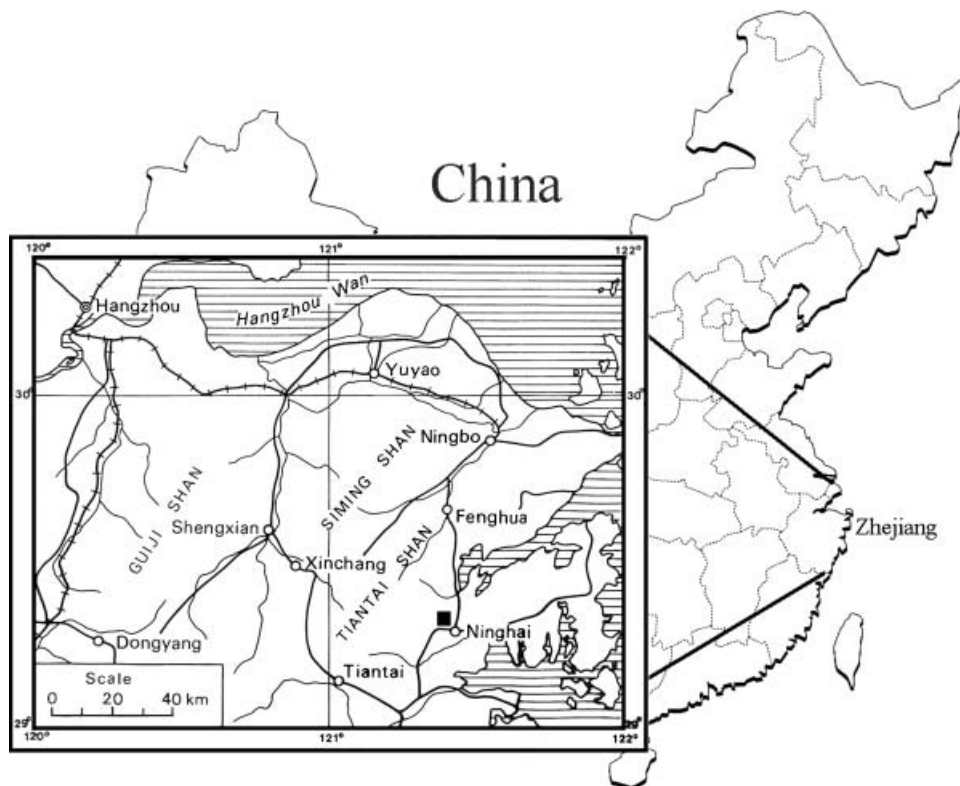 China
120° 121° 122°
Hangzhou
Hangzhou Wan
Yuyao
30° 30°
Ningbo
GUIJI SHAN
SIMING SHAN
TIANTAI SHAN
Shengxian
Fenghua
Xinchang
Zhejiang
Dongyang
Ninghai
Tiantai
Scale
0 20 40 km
29° 29°
120° 121° 122°